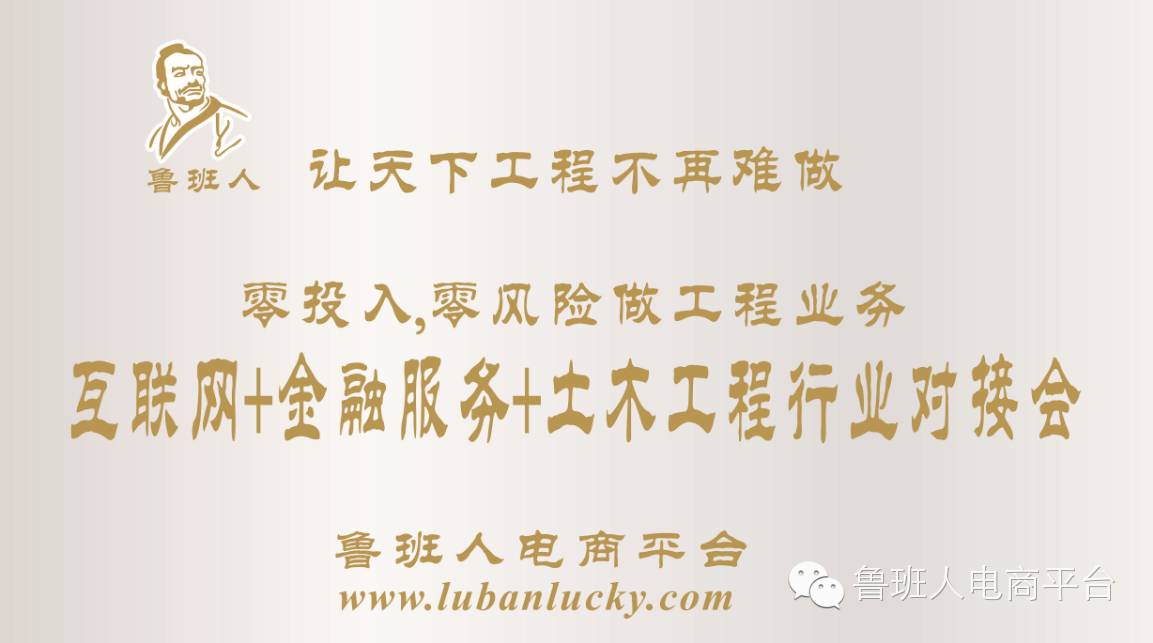 鲁班人
让天下工程不再难做
零投入,零风险做工程业务
互联网+金融服务+土木工程行业对接会
鲁班人电商平台
www.lubanlucky.com
鲁班人电商平台